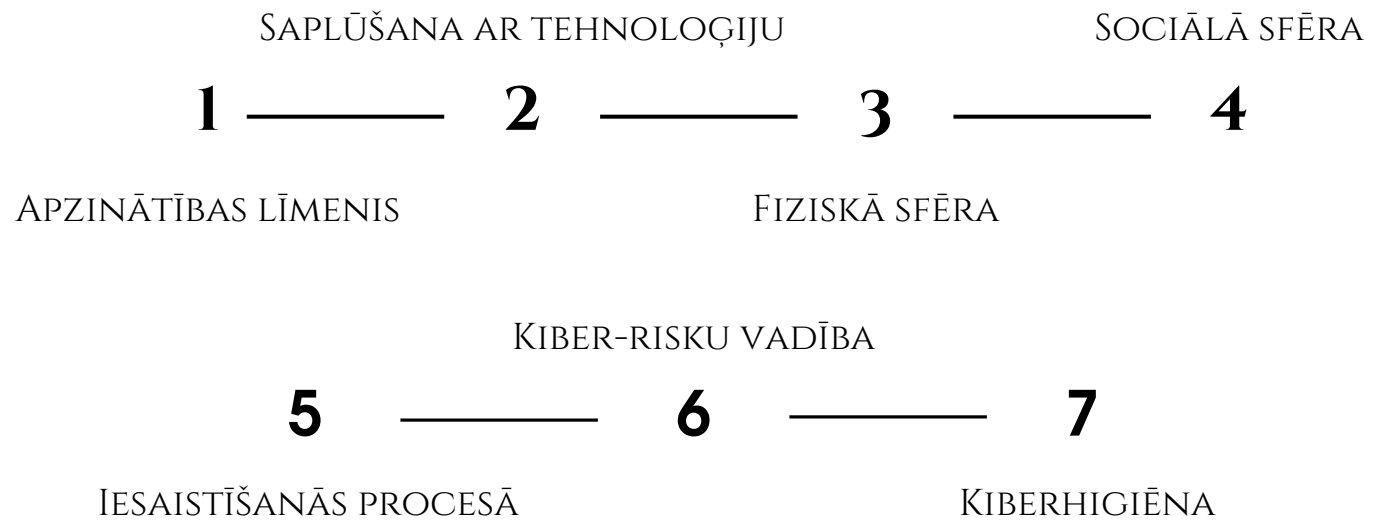 Saplūšana ar tehnoloģiju Sociālā sfēra
1 2 3 4
Apzinātības līmenis Fiziskā sfēra
Kiber-risku vadība
5 6 7
Iesaistīšanās procesā Kiberhigiēna